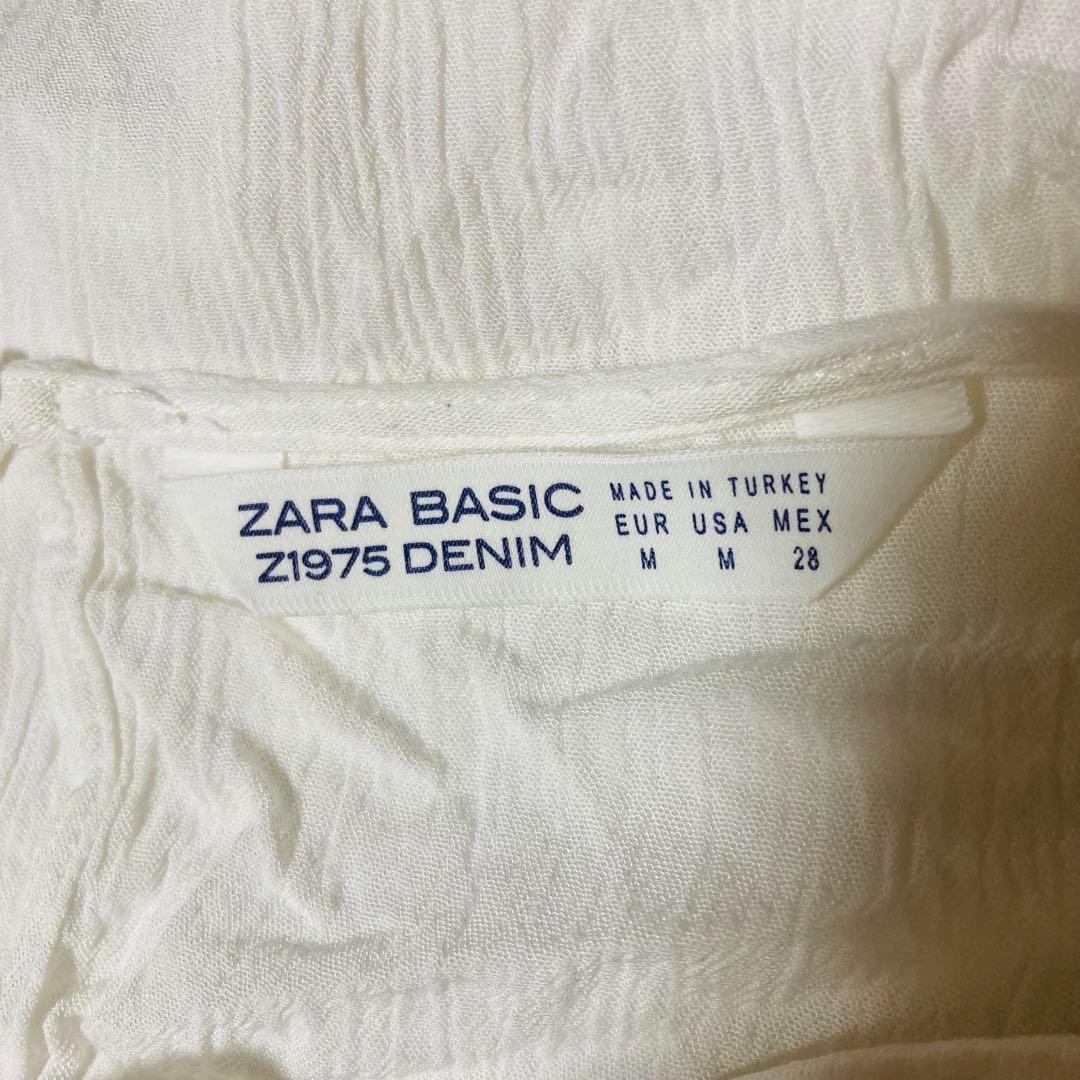 ZARA BASIC
Z1975 DENIM
MADE IN TURKEY
EUR USA MEX
M M 28